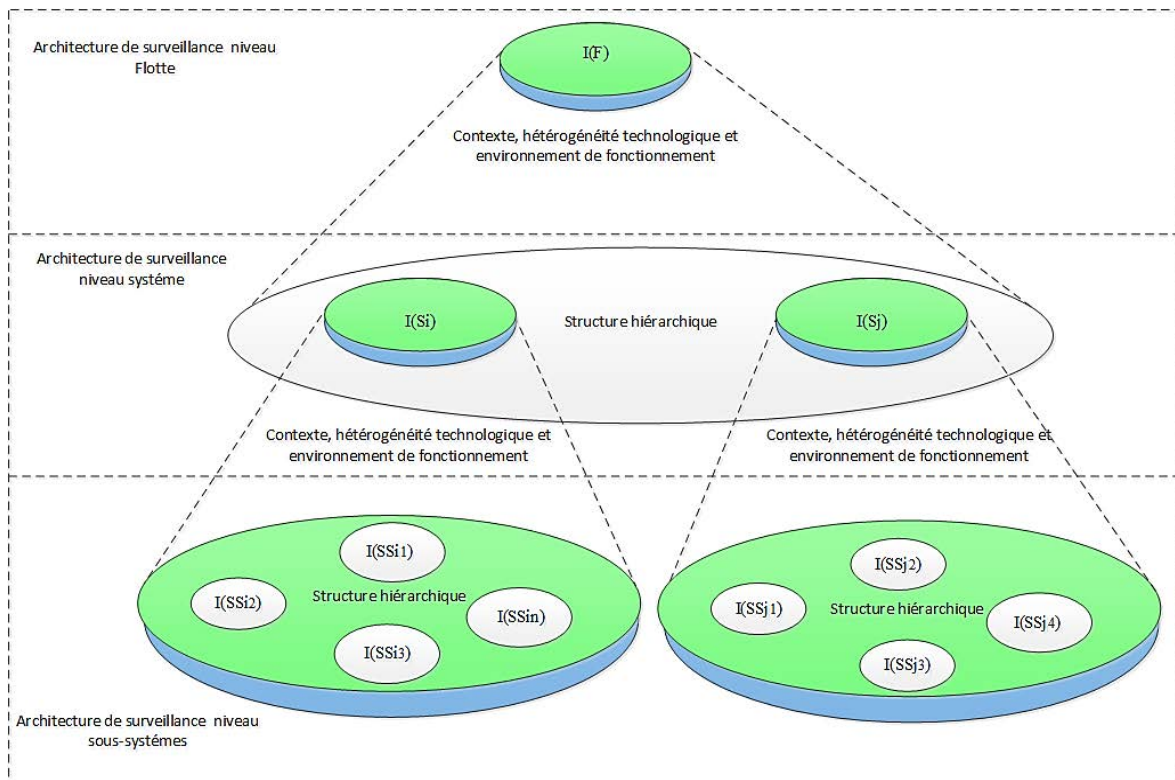 Architecture de surveillance niveau
Flotte
I(F)
Contexte, hétérogénéité technologique et
environnement de fonctionnement
Architecture de surveillance
niveau systéme
I(Si)
Structure hiérarchique
I(Sj)
Contexte, hétérogénéité technologique et
environnement de fonctionnement
Contexte, hétérogénéité technologique et
environnement de fonctionnement
I(SSi1)
I(SSi2)
Structure hiérarchique
I(SSin)
I(SSi3)
I(SSj2)
I(SSj1)
Structure hiérarchique
I(SSj4)
I(SSj3)
Architecture de surveillance niveau
sous-systémes